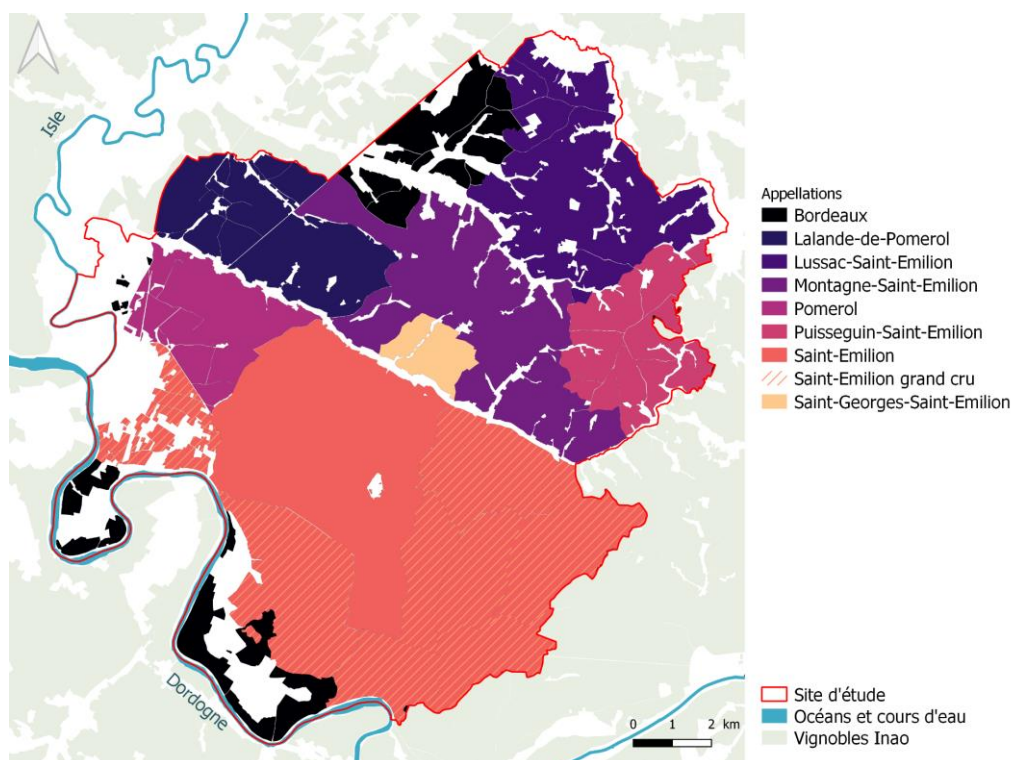 Isle
Dordogne
0 1 2 km
Appellations
Bordeaux
Lalande-de-Pomerol
Lussac-Saint-Emilion
Montagne-Saint-Emilion
Pomerol
Puisseguin-Saint-Emilion
Saint-Emilion
Saint-Emilion grand cru
Saint-Georges-Saint-Emilion
Site d'étude
Océans et cours d'eau
Vignobles Inao